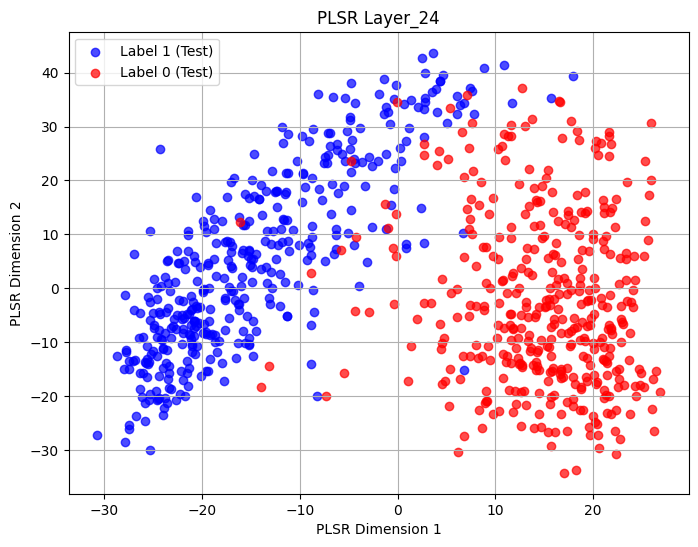 PLSR Layer_24
Label 1 (Test)
Label 0 (Test)
PLSR Dimension 2
40
30
20
10
0
−10
−20
−30
−30
−20
−10
0
10
20
PLSR Dimension 1